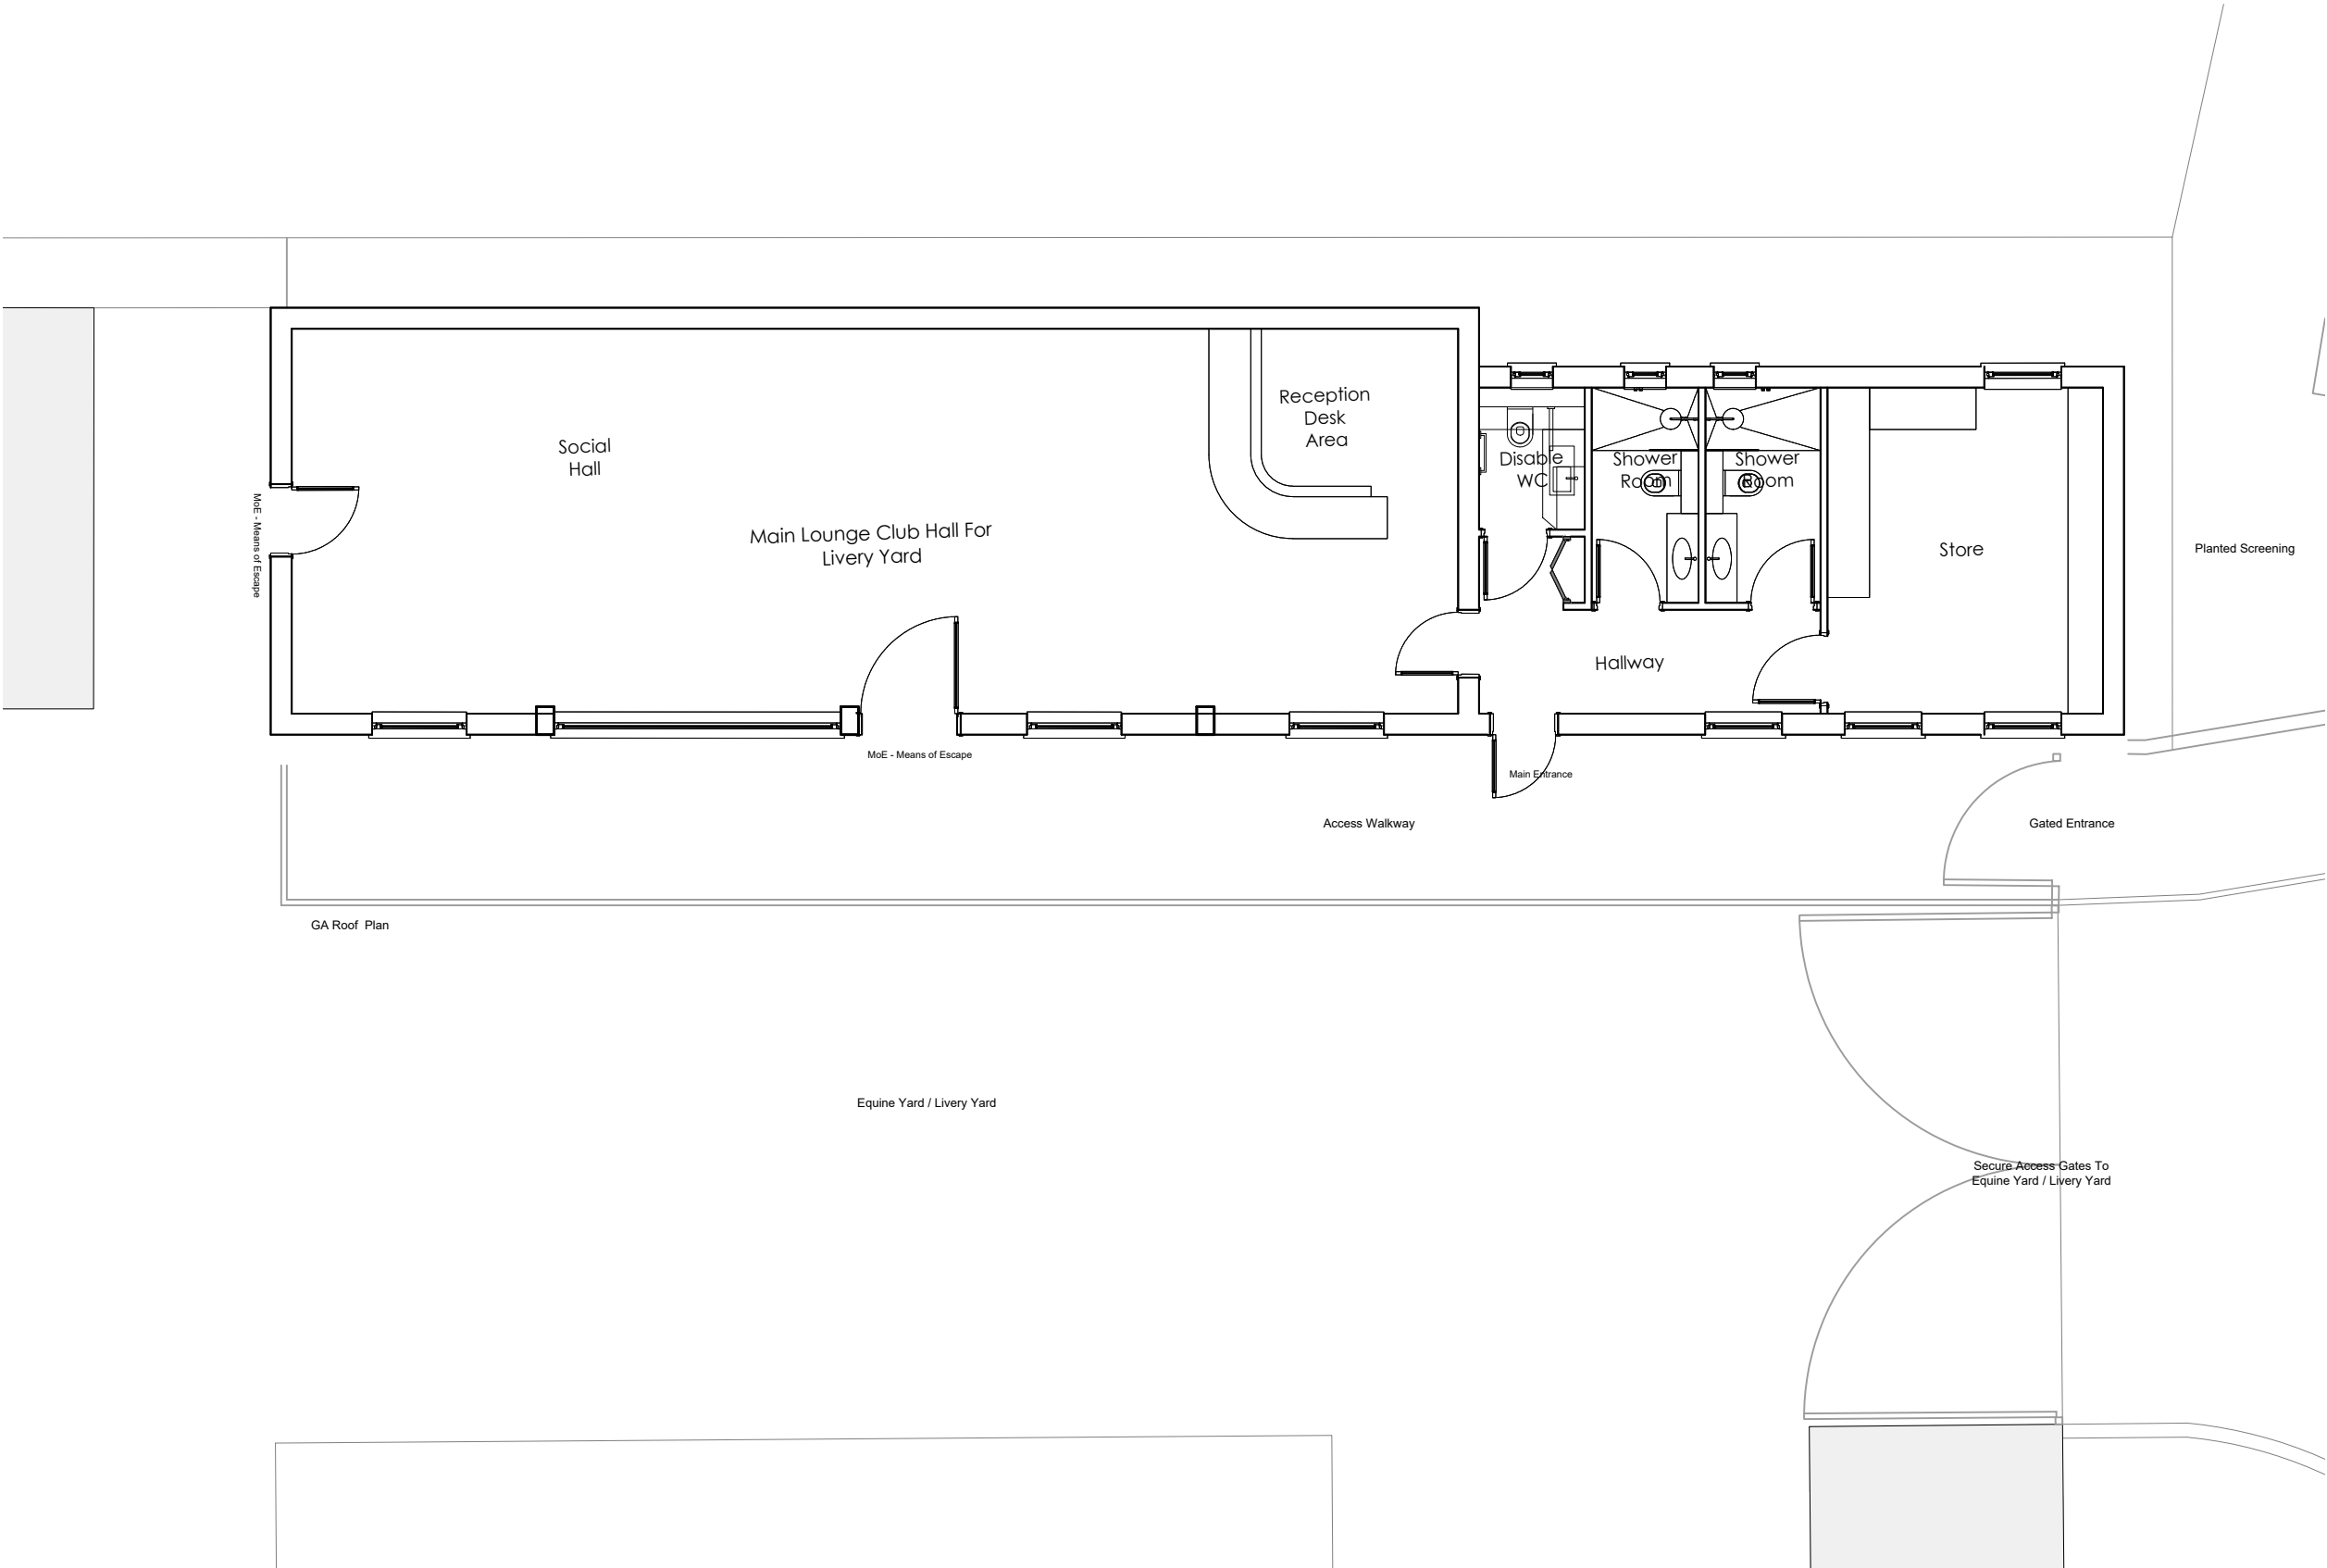 Social
Hall
Main Lounge Club Hall For
Livery Yard
Reception
Desk
Area
Disable
WC
Shower
Room
Shower
Room
Store
Hallway
Planted Screening
MoE - Means of Escape
MoE - Means of Escape
Main Entrance
Access Walkway
Gated Entrance
GA Roof  Plan
Equine Yard / Livery Yard
Secure Access Gates To
Equine Yard / Livery Yard